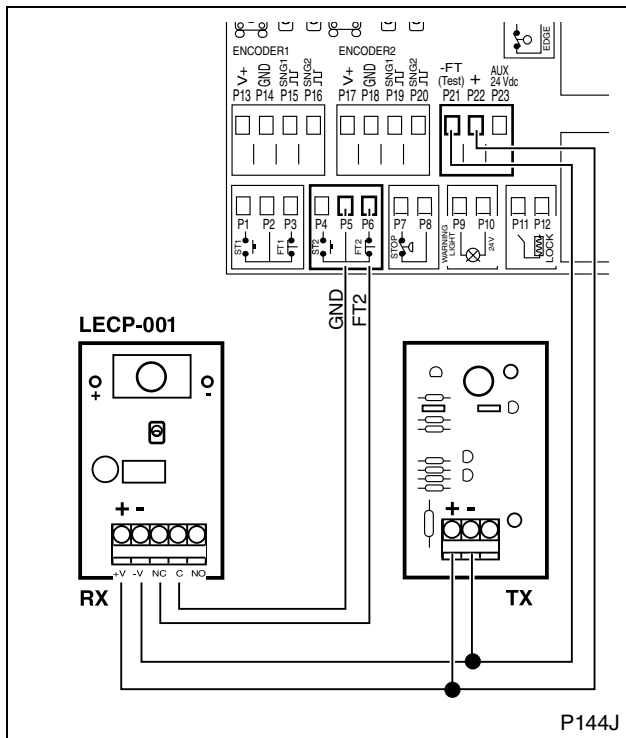 EDGE
ENCODER1
ENCODER2
V+ GND SNG1 SNG2
P13 P14 P15 P16
V+ GND SNG1 SNG2
P17 P18 P19 P20
-FT (Test) + AUX 24 Vdc
P21 P22 P23
P1 P2 P3
ST1 FT1
P4 P5 P6
ST2 FT2
P7 P8
STOP
P9 P10
WARNING LIGHT 24V
P11 P12
LOCK
GND
FT2
LECP-001
+ -
+ -
+V -V NC C NO
RX
+ -
TX
P144J